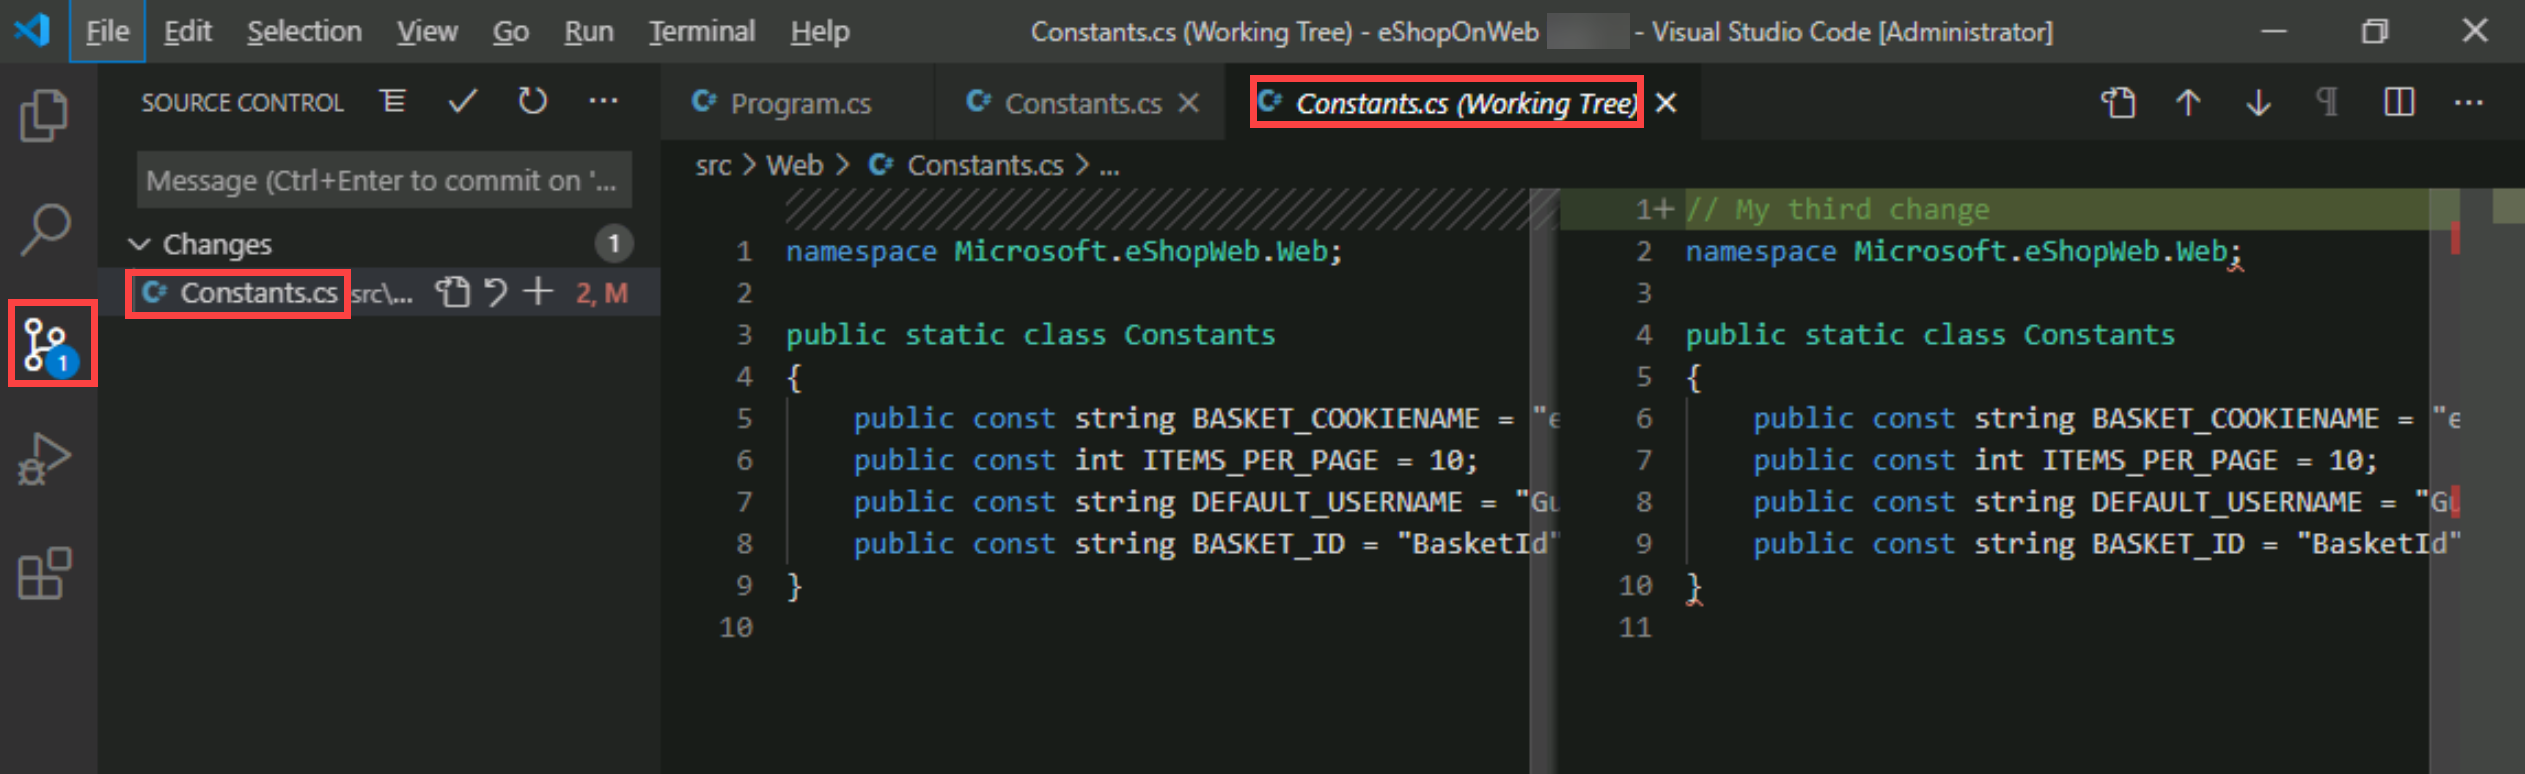 File Edit Selection View Go Run Terminal Help Constants.cs (Working Tree) - eShopOnWeb - Visual Studio Code [Administrator]
SOURCE CONTROL
Program.cs Constants.cs Constants.cs (Working Tree)
src > Web > Constants.cs > ...
Message (Ctrl+Enter to commit on '...
Changes 1
Constants.cs src\... 2, M
1
1 namespace Microsoft.eShopWeb.Web;
2
3 public static class Constants
4 {
5 public const string BASKET_COOKIENAME = "e
6 public const int ITEMS_PER_PAGE = 10;
7 public const string DEFAULT_USERNAME = "Gu
8 public const string BASKET_ID = "BasketId"
9 }
10
1+ // My third change
2 namespace Microsoft.eShopWeb.Web;
3
4 public static class Constants
5 {
6 public const string BASKET_COOKIENAME = "e
7 public const int ITEMS_PER_PAGE = 10;
8 public const string DEFAULT_USERNAME = "Gu
9 public const string BASKET_ID = "BasketId"
10 }
11